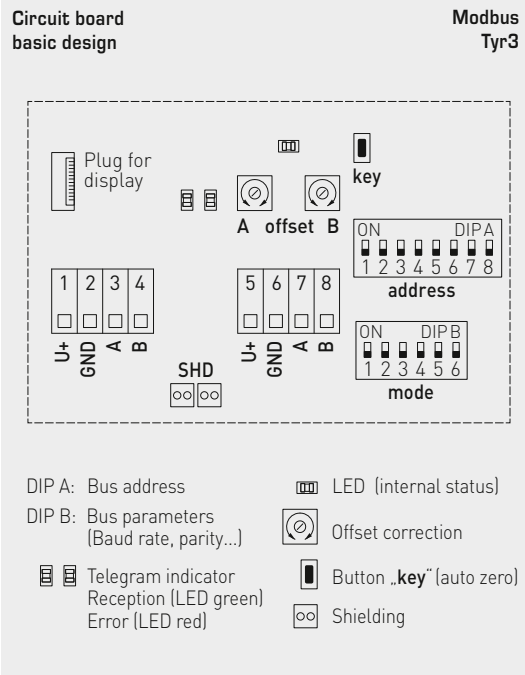 Circuit board
basic design
Modbus
Tyr3
Plug for
display
key
A offset B
ON DIP A
1 2 3 4 5 6 7 8
address
1 2 3 4
U+ GND A B
5 6 7 8
U+ GND A B
SHD
ON DIP B
1 2 3 4 5 6
mode
DIP A: Bus address
DIP B: Bus parameters
(Baud rate, parity...)
Telegram indicator
Reception (LED green)
Error (LED red)
LED (internal status)
Offset correction
Button „key“ (auto zero)
Shielding